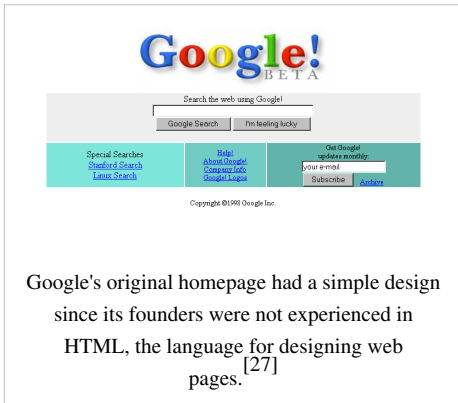 Google!
BETA
Search the web using Google!
Google Search I'm feeling lucky
Special Searches
Stanford Search
Linux Search
Help!
About Google!
Company Info
Google! Logos
Get Google!
updates monthly:
your e-mail
Subscribe Archive
Copyright ©1998 Google Inc.
Google's original homepage had a simple design
since its founders were not experienced in
HTML, the language for designing web
pages.[27]